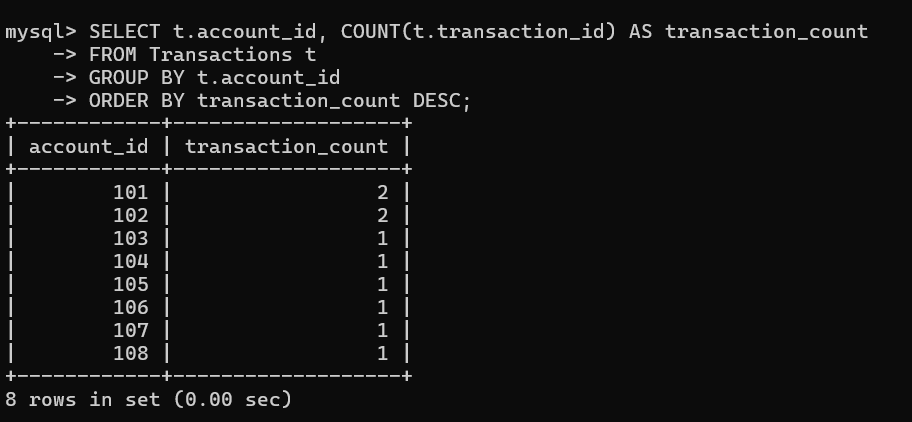 mysql> SELECT t.account_id, COUNT(t.transaction_id) AS transaction_count
    -> FROM Transactions t
    -> GROUP BY t.account_id
    -> ORDER BY transaction_count DESC;
+------------+-------------------+
| account_id | transaction_count |
+------------+-------------------+
|        101 |                 2 |
|        102 |                 2 |
|        103 |                 1 |
|        104 |                 1 |
|        105 |                 1 |
|        106 |                 1 |
|        107 |                 1 |
|        108 |                 1 |
+------------+-------------------+
8 rows in set (0.00 sec)